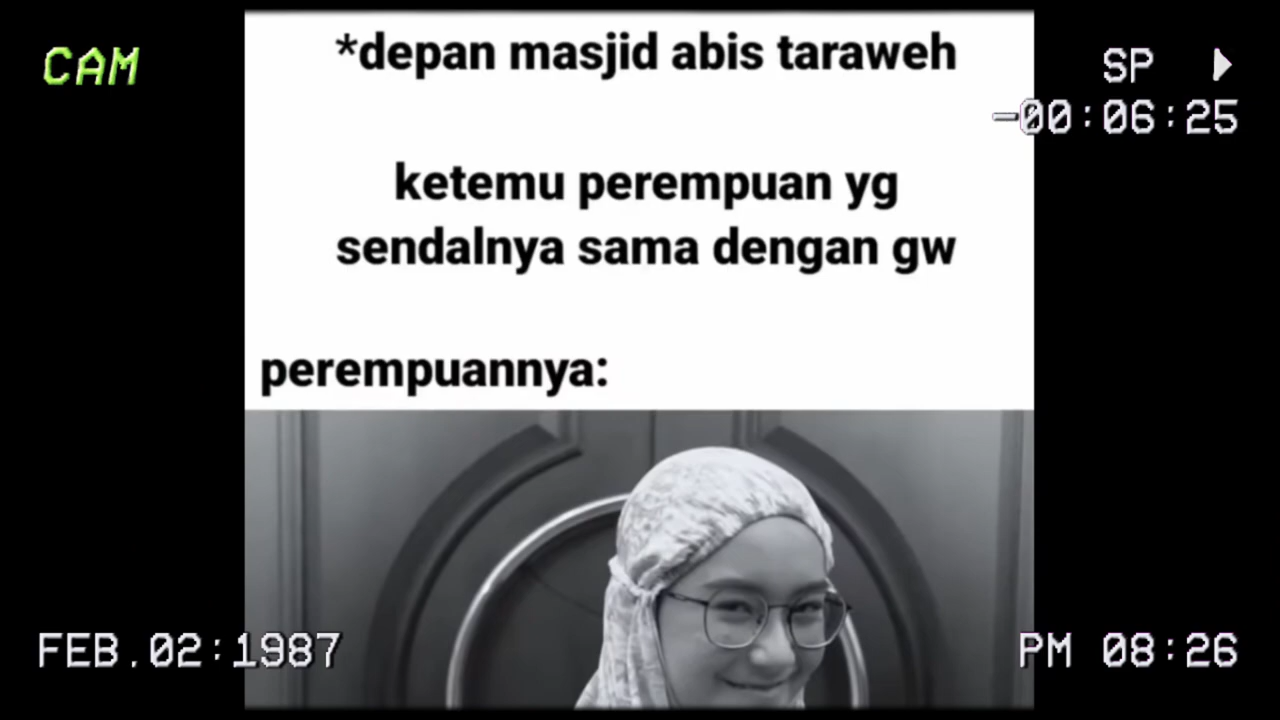 CAM
SP
-00:06:25
*depan masjid abis taraweh
ketemu perempuan yg
sendalnya sama dengan gw
perempuannya:
FEB.02:1987
PM 08:26